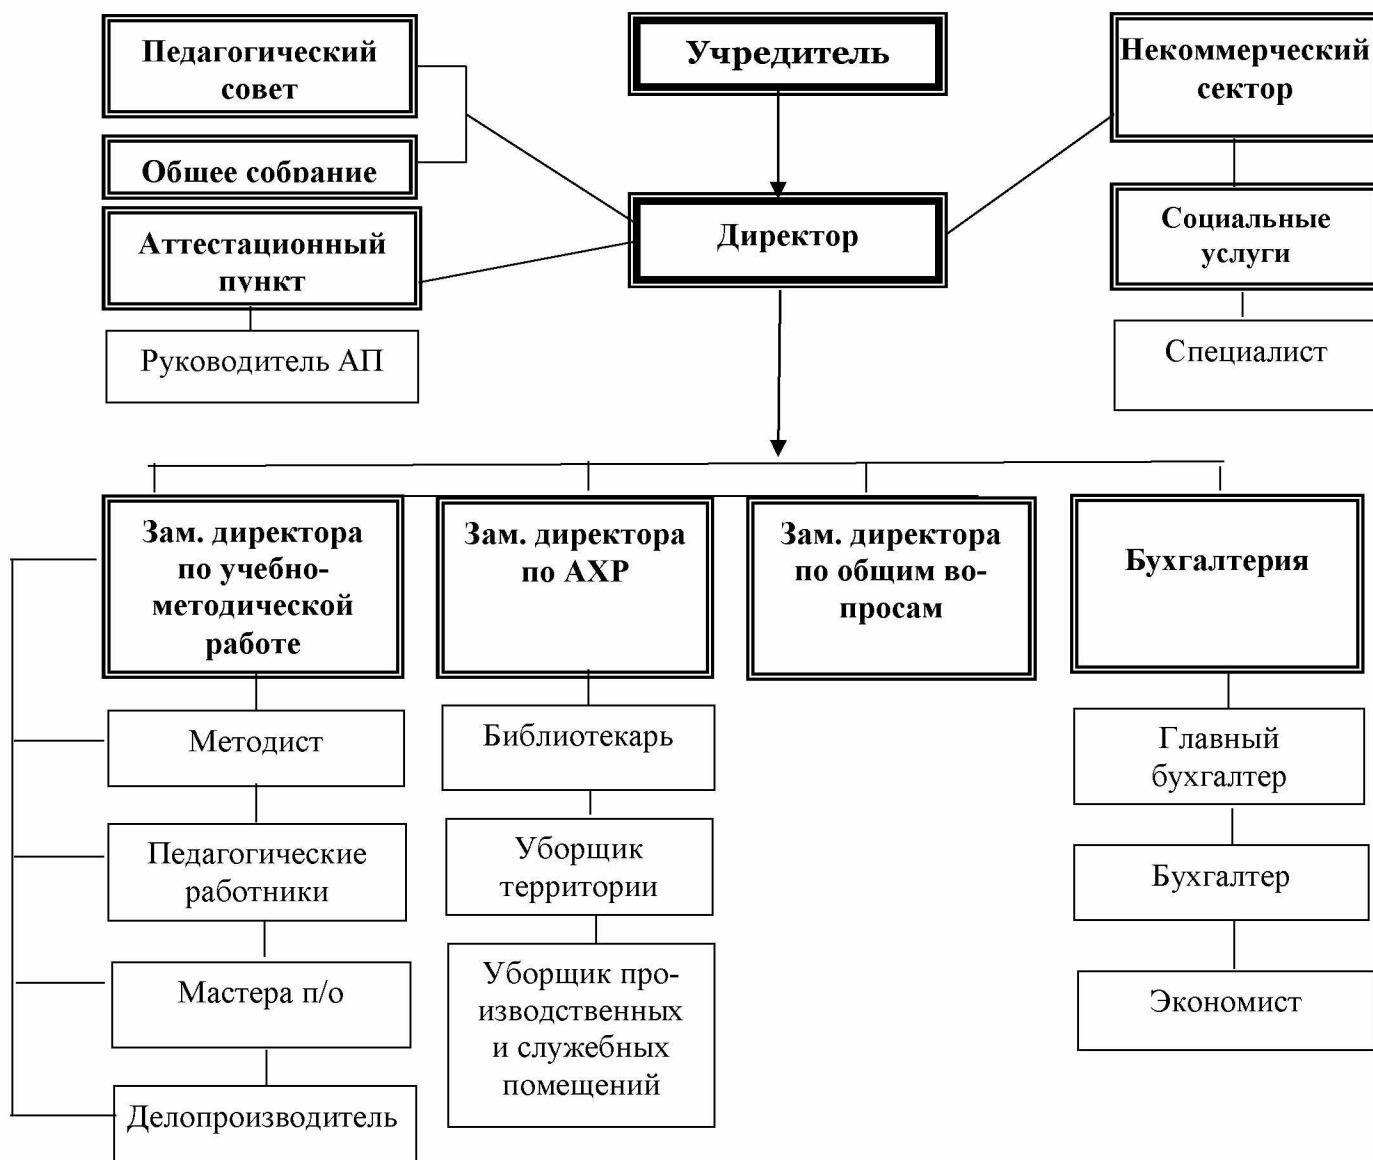 Педагогический
совет
Общее собрание
Аттестационный
пункт
Руководитель АП
Учредитель
Директор
Некоммерческий
сектор
Социальные
услуги
Специалист
Зам. директора
по учебно-
методической
работе
Методист
Педагогические
работники
Мастера п/о
Делопроизводитель
Зам. директора
по АХР
Библиотекарь
Уборщик
территории
Уборщик про-
изводственных
и служебных
помещений
Зам. директора
по общим во-
просам
Бухгалтерия
Главный
бухгалтер
Бухгалтер
Экономист